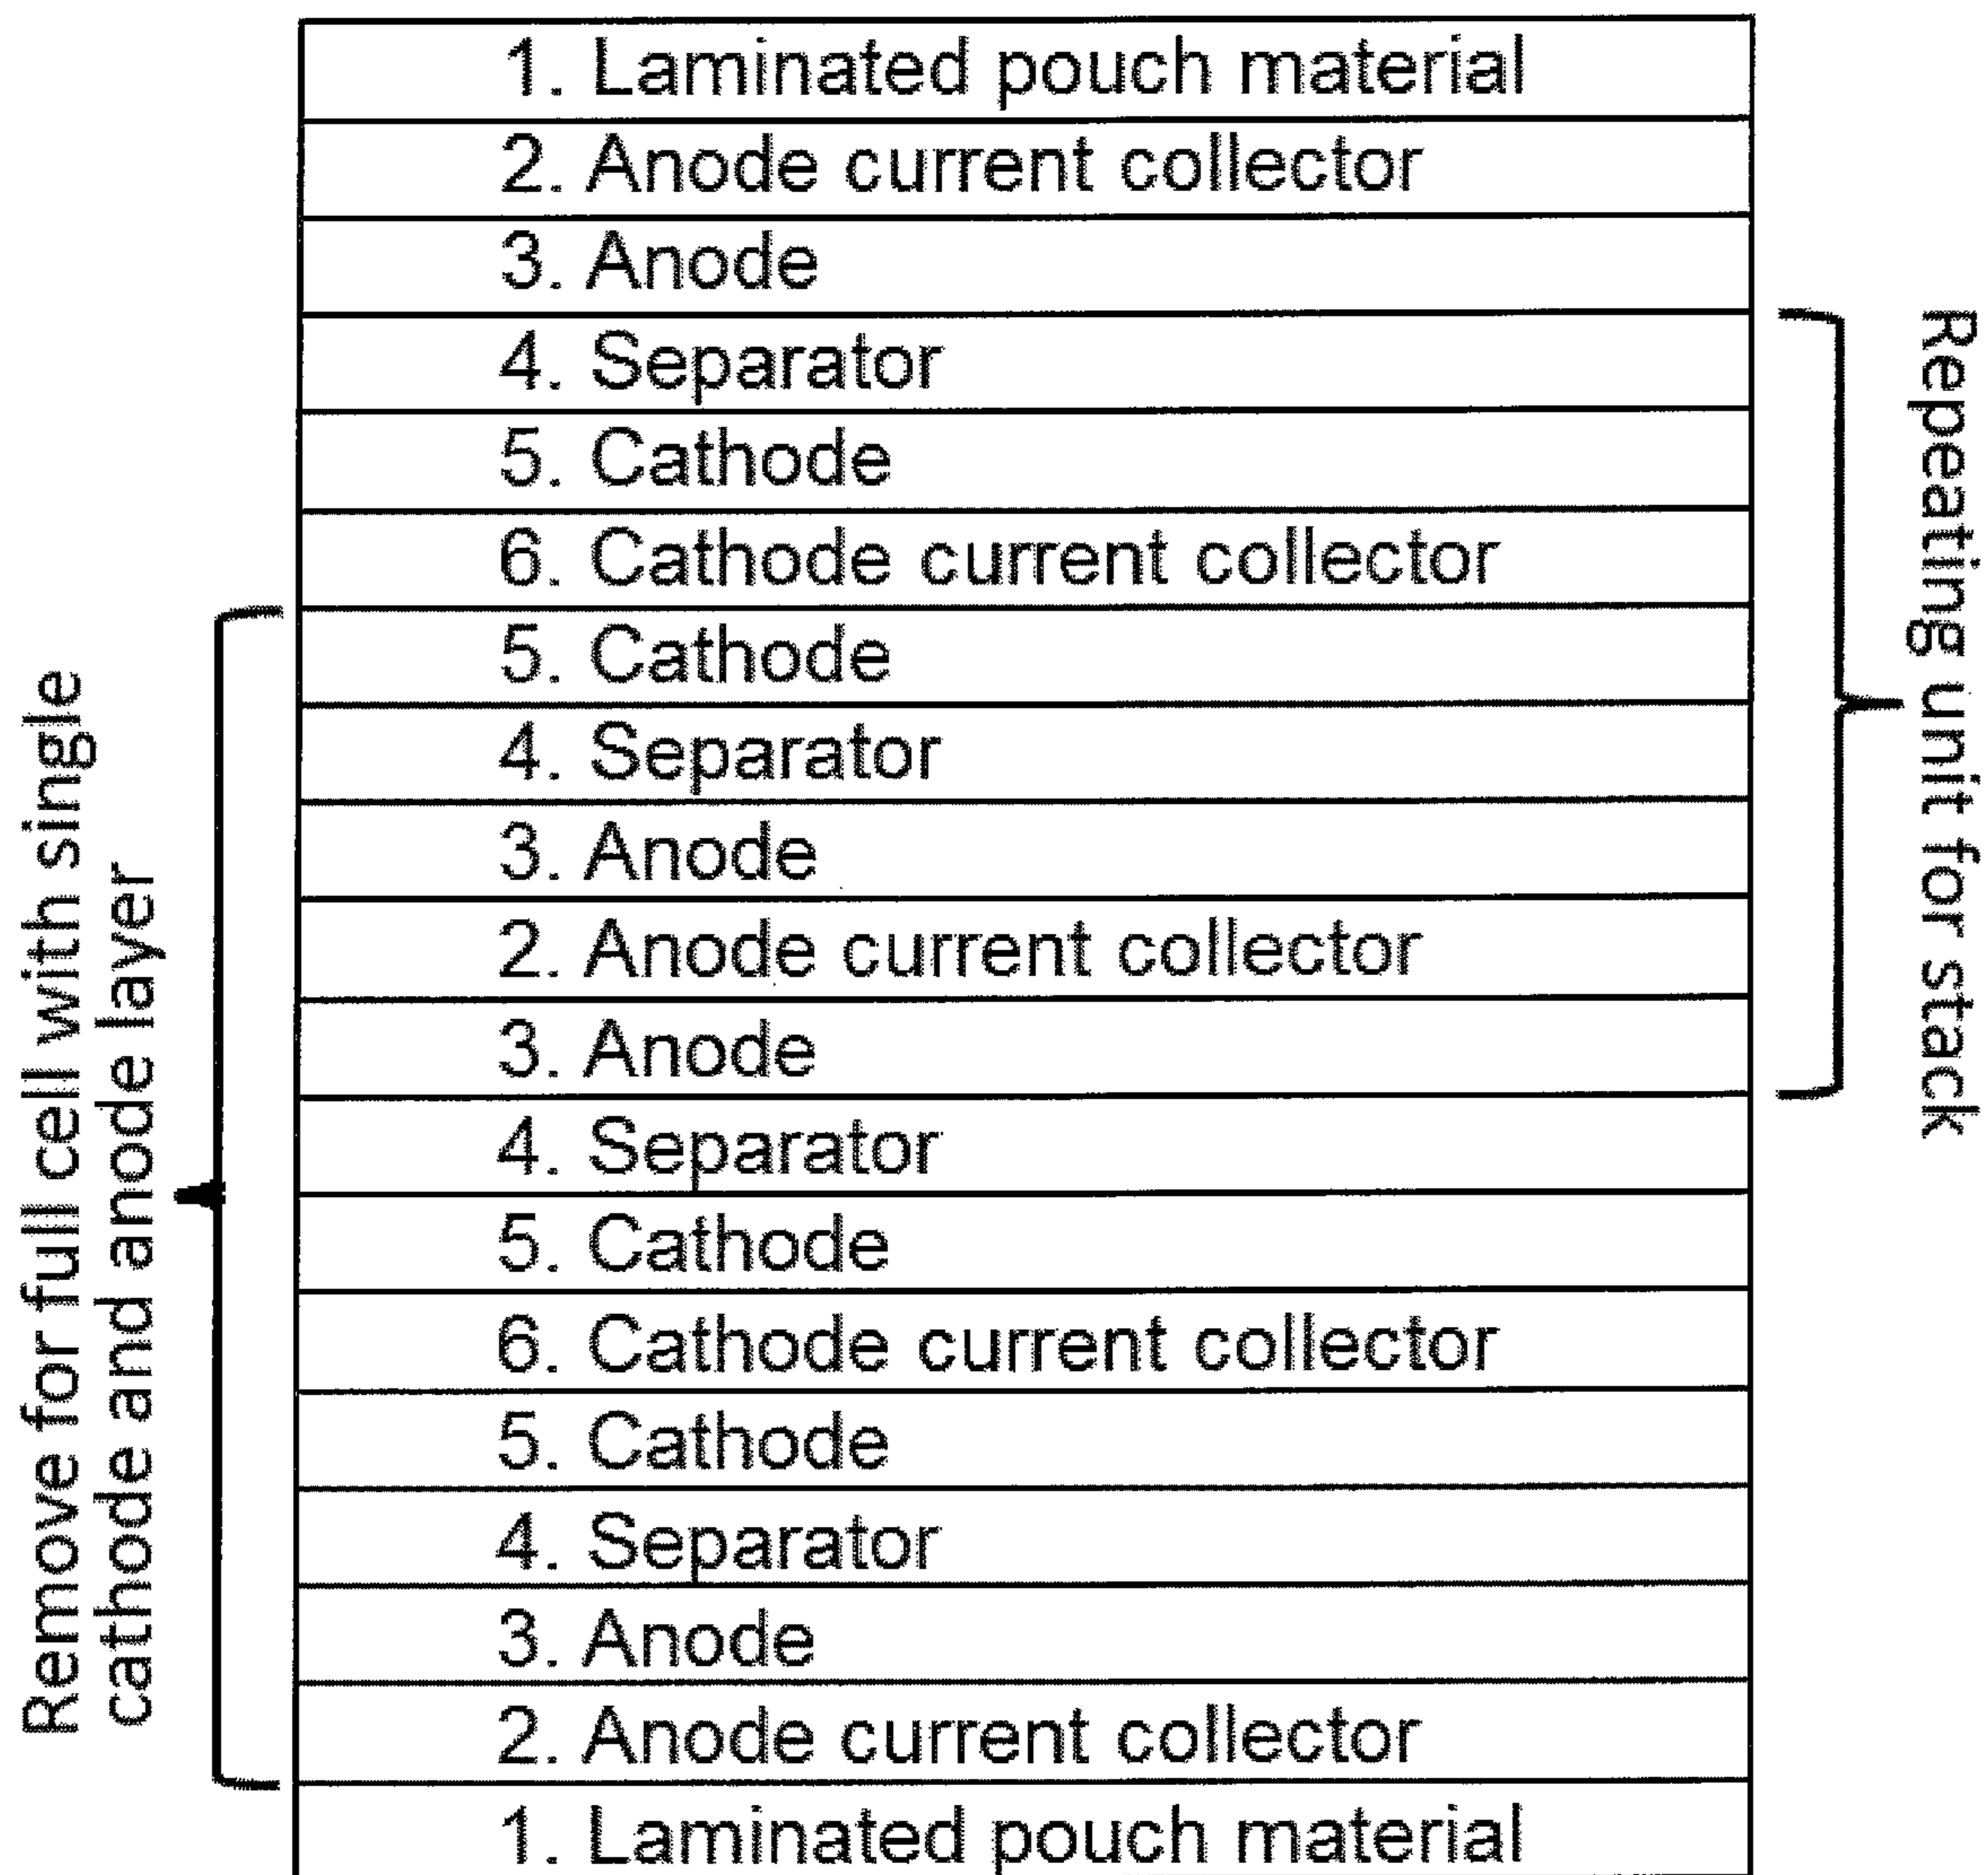 1. Laminated pouch material
2. Anode current collector
3. Anode
4. Separator
5. Cathode
6. Cathode current collector
5. Cathode
4. Separator
3. Anode
2. Anode current collector
3. Anode
4. Separator
5. Cathode
6. Cathode current collector
5. Cathode
4. Separator
3. Anode
2. Anode current collector
1. Laminated pouch material
Remove for full cell with single
cathode and anode layer
Repeating unit for stack